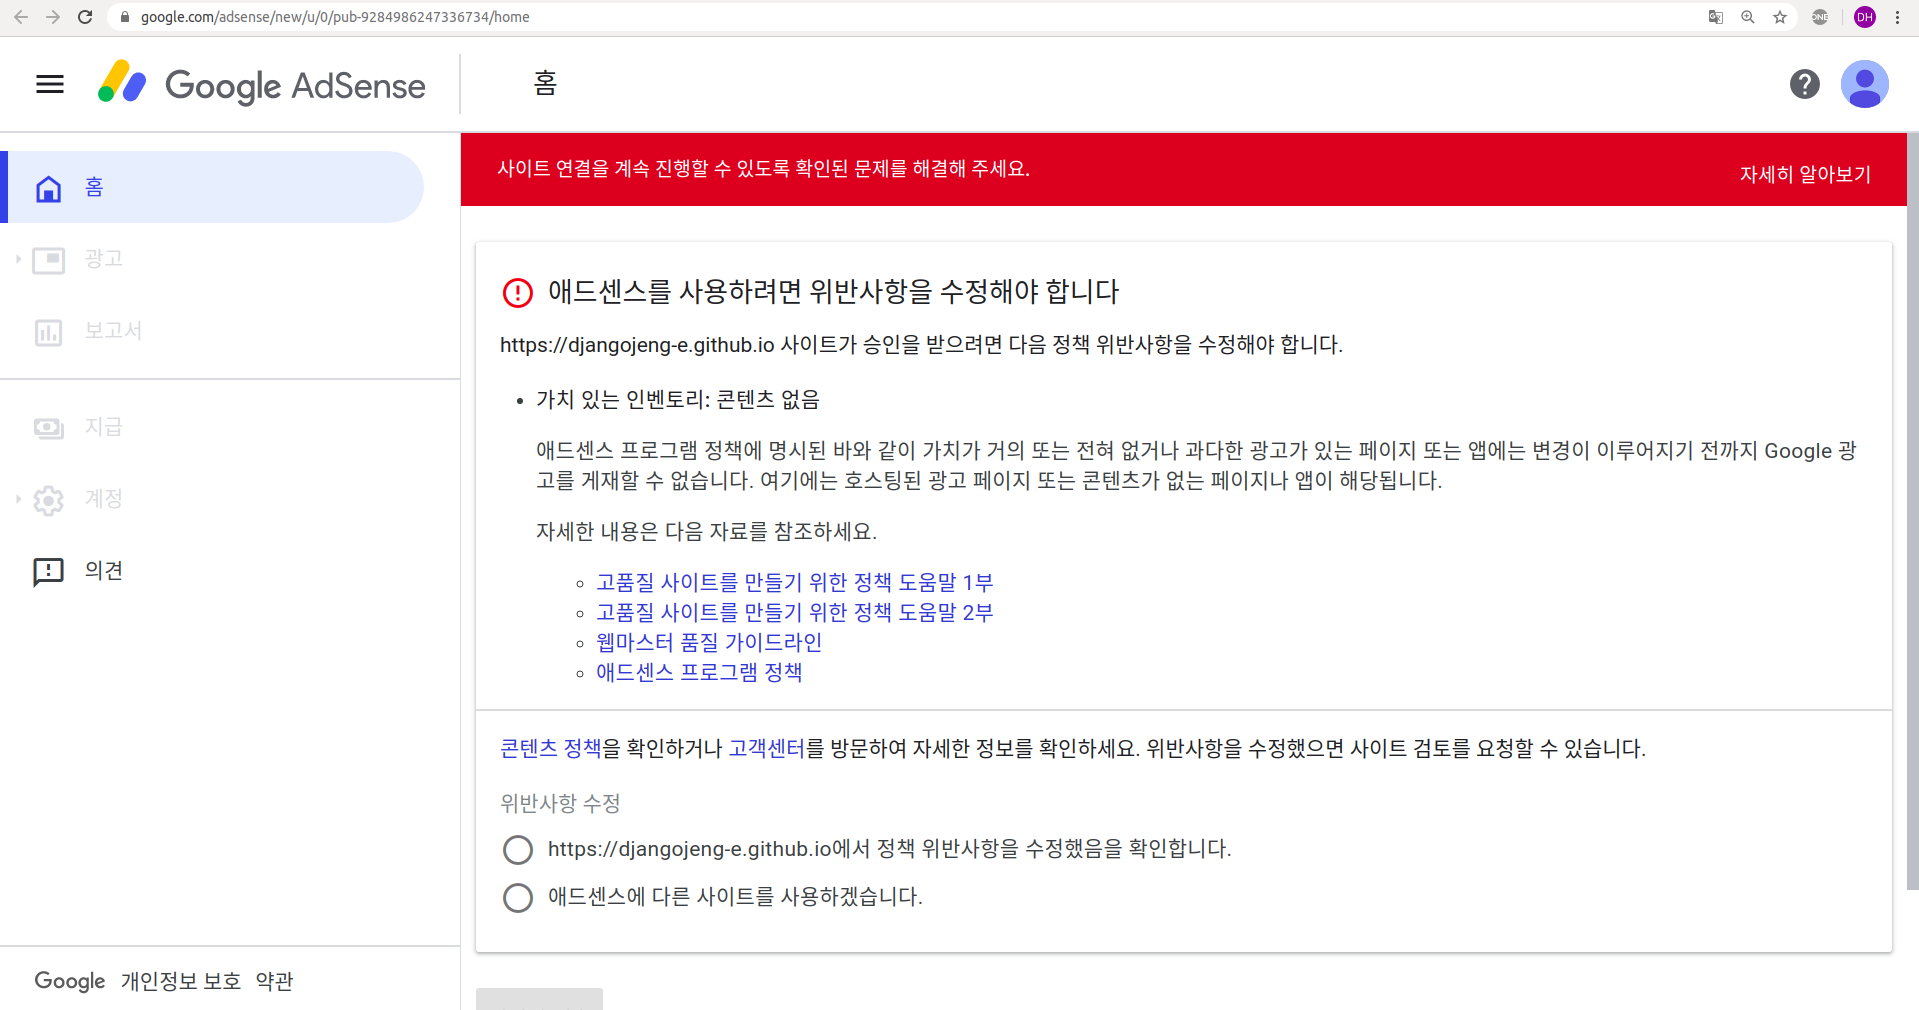 google.com/adsense/new/u/0/pub-9284986247336734/home
DH
Google AdSense
홈
사이트 연결을 계속 진행할 수 있도록 확인된 문제를 해결해 주세요.
자세히 알아보기
홈
광고
보고서
지급
계정
의견
애드센스를 사용하려면 위반사항을 수정해야 합니다
https://djangojeng-e.github.io 사이트가 승인을 받으려면 다음 정책 위반사항을 수정해야 합니다.
가치 있는 인벤토리: 콘텐츠 없음
애드센스 프로그램 정책에 명시된 바와 같이 가치가 거의 또는 전혀 없거나 과다한 광고가 있는 페이지 또는 앱에는 변경이 이루어지기 전까지 Google 광
고를 게재할 수 없습니다. 여기에는 호스팅된 광고 페이지 또는 콘텐츠가 없는 페이지나 앱이 해당됩니다.
자세한 내용은 다음 자료를 참조하세요.
고품질 사이트를 만들기 위한 정책 도움말 1부
고품질 사이트를 만들기 위한 정책 도움말 2부
웹마스터 품질 가이드라인
애드센스 프로그램 정책
콘텐츠 정책을 확인하거나 고객센터를 방문하여 자세한 정보를 확인하세요. 위반사항을 수정했으면 사이트 검토를 요청할 수 있습니다.
위반사항 수정
https://djangojeng-e.github.io에서 정책 위반사항을 수정했음을 확인합니다.
애드센스에 다른 사이트를 사용하겠습니다.
Google 개인정보 보호 약관